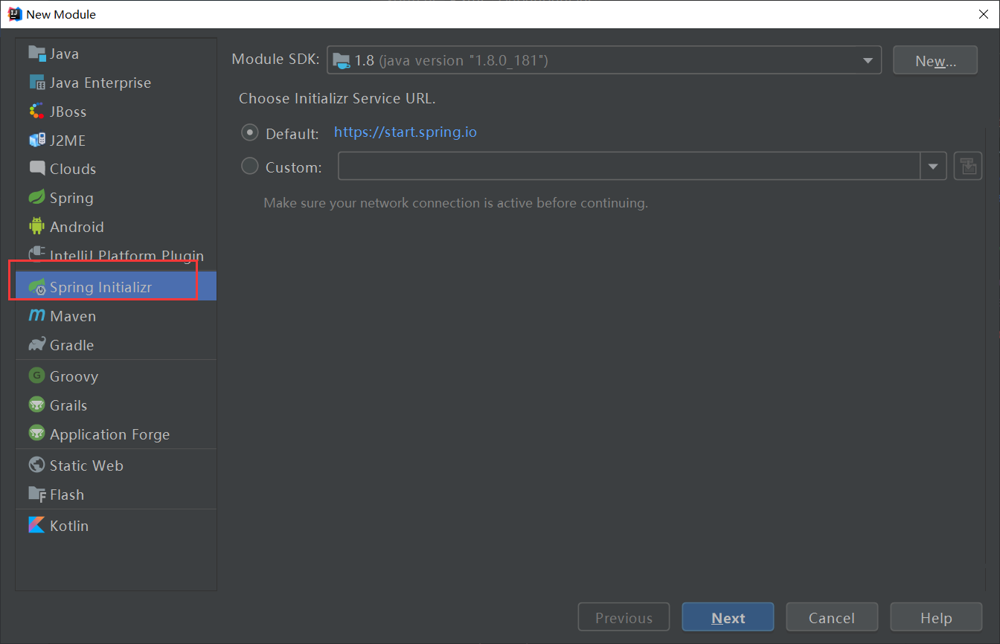 New Module
Java
Java Enterprise
JBoss
J2ME
Clouds
Spring
Android
IntelliJ Platform Plugin
Spring Initializr
Maven
Gradle
Groovy
Grails
Application Forge
Static Web
Flash
Kotlin
Module SDK: 1.8 (java version "1.8.0_181") New...
Choose Initializr Service URL.
Default: https://start.spring.io
Custom:
Make sure your network connection is active before continuing.
Previous Next Cancel Help